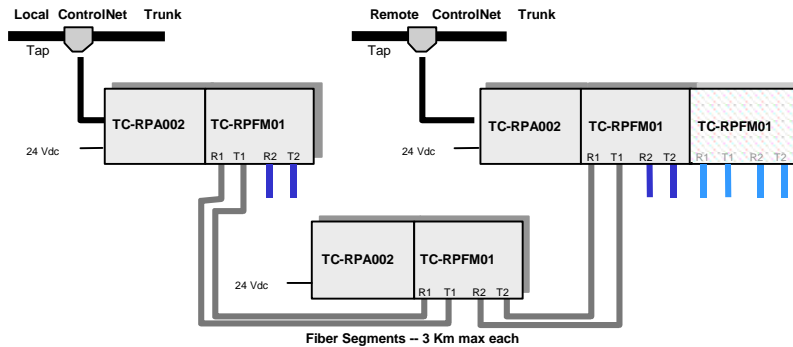 Local ControlNet Trunk
Remote ControlNet Trunk
Tap
Tap
TC-RPA002 TC-RPFM01
TC-RPA002 TC-RPFM01 TC-RPFM01
24 Vdc
24 Vdc
R1 T1 R2 T2
R1 T1 R2 T2 R1 T1 R2 T2
TC-RPA002 TC-RPFM01
24 Vdc
R1 T1 R2 T2
Fiber Segments -- 3 Km max each